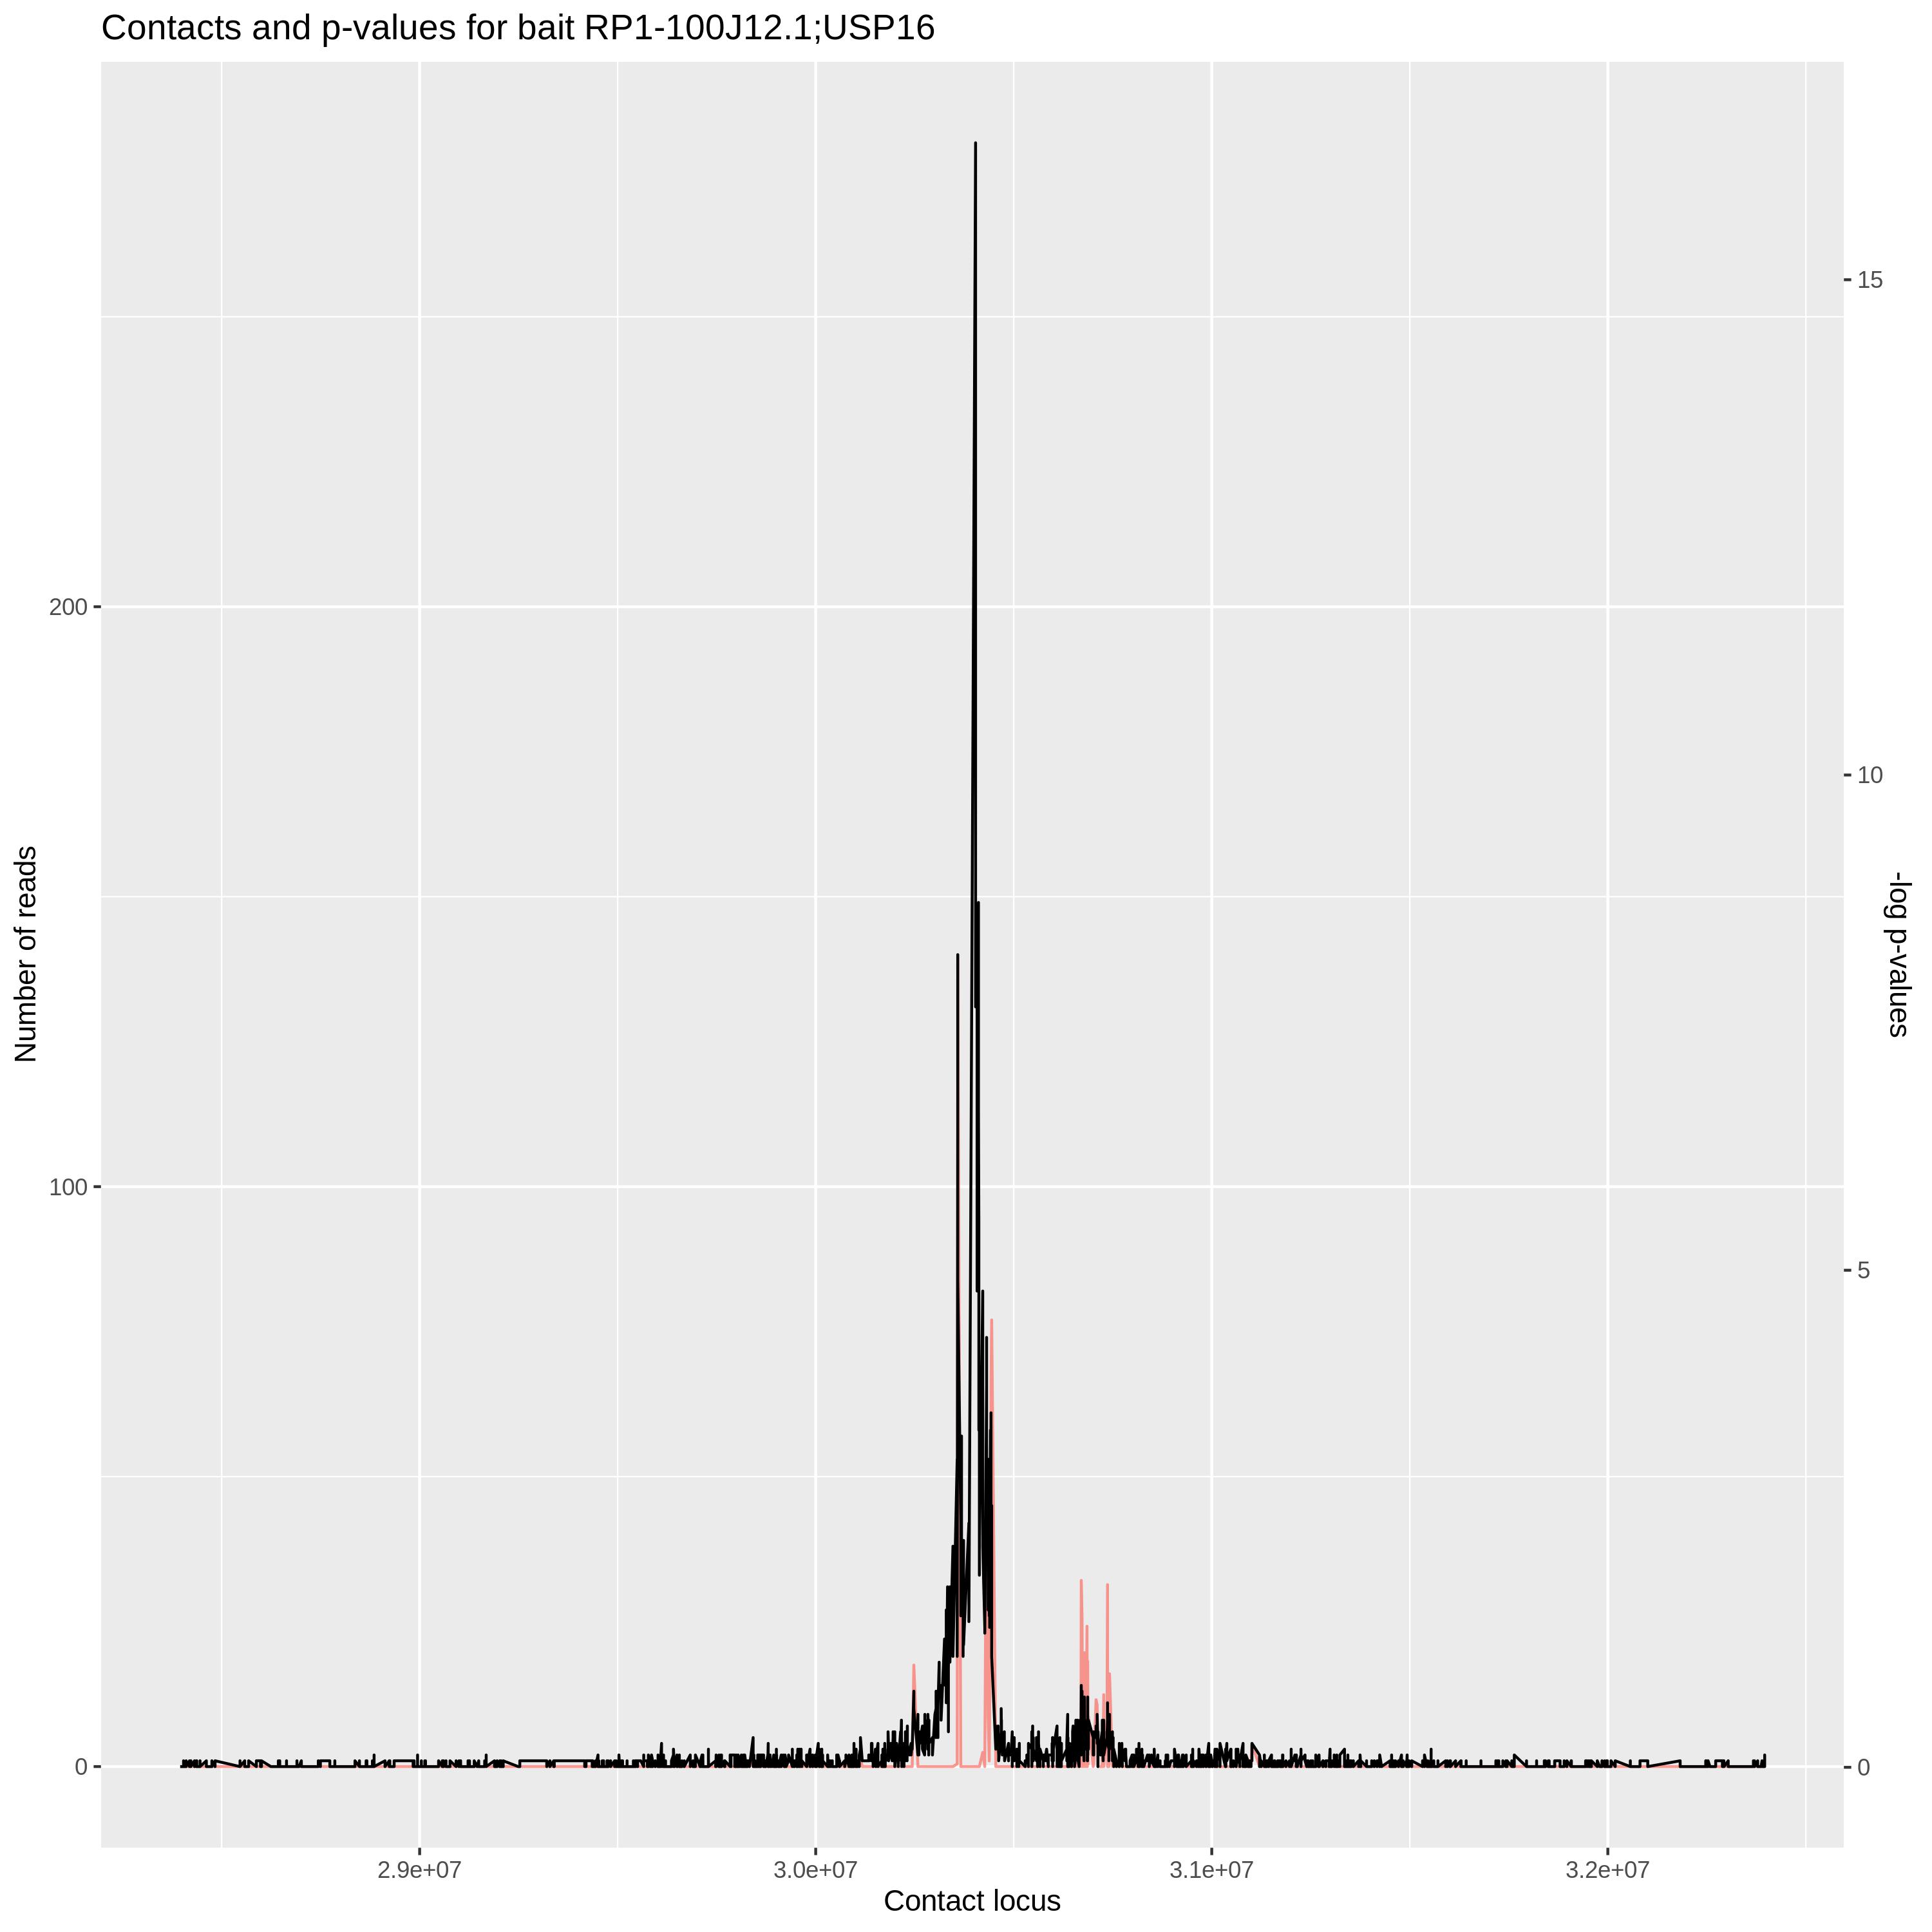 Contacts and p-values for bait RP1-100J12.1;USP16
Number of reads
200
100
0
15
10
5
0
-log p-values
2.9e+07 3.0e+07 3.1e+07 3.2e+07
Contact locus